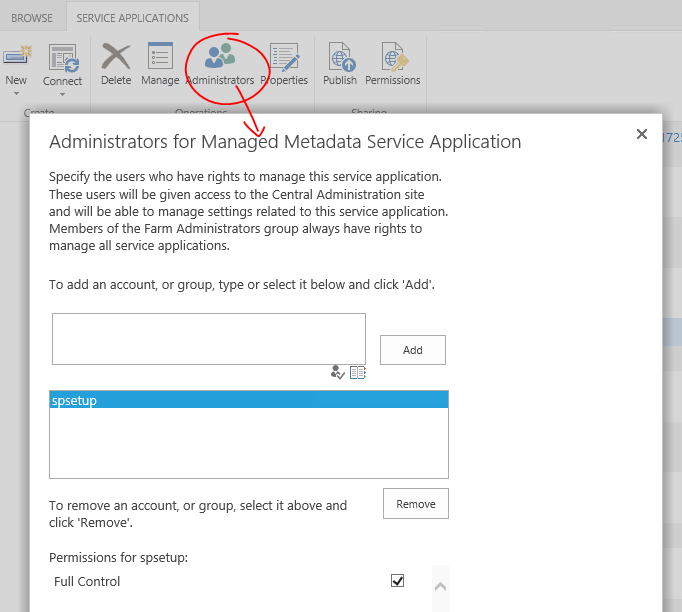 BROWSE SERVICE APPLICATIONS
New Connect Delete Manage Administrators Properties Publish Permissions
Create Operations Sharing
Administrators for Managed Metadata Service Application
172
Specify the users who have rights to manage this service application.
These users will be given access to the Central Administration site
and will be able to manage settings related to this service application.
Members of the Farm Administrators group always have rights to
manage all service applications.
To add an account, or group, type or select it below and click 'Add'.
Add
spsetup
To remove an account, or group, select it above and
click 'Remove'.
Remove
Permissions for spsetup:
Full Control